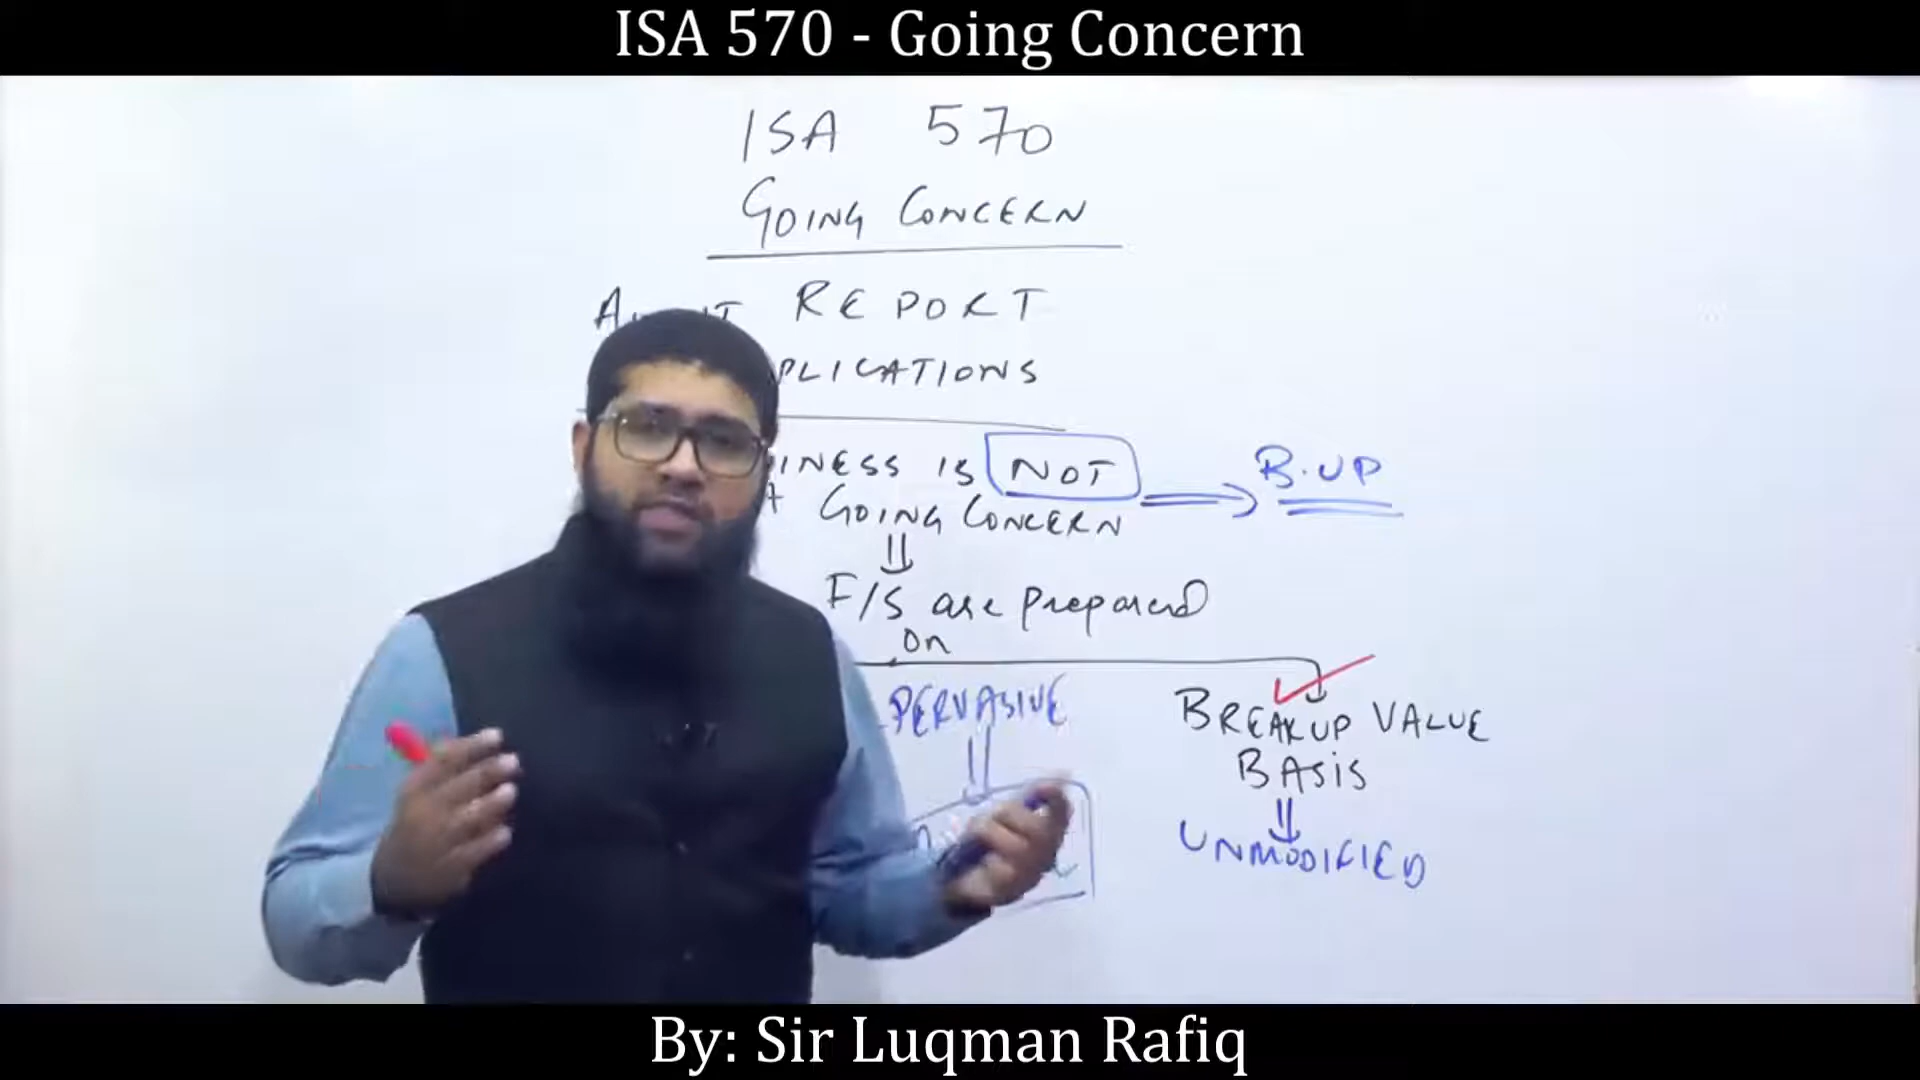 ISA 570 - Going Concern
ISA 570
GOING CONCERN
REPORT
PLICATIONS
INESS IS NOT B.UP
A GOING CONCERN
F/S are prepared
on
PERVASIVE
BREAKUP VALUE
BASIS
UNMODIFIED
By: Sir Luqman Rafiq